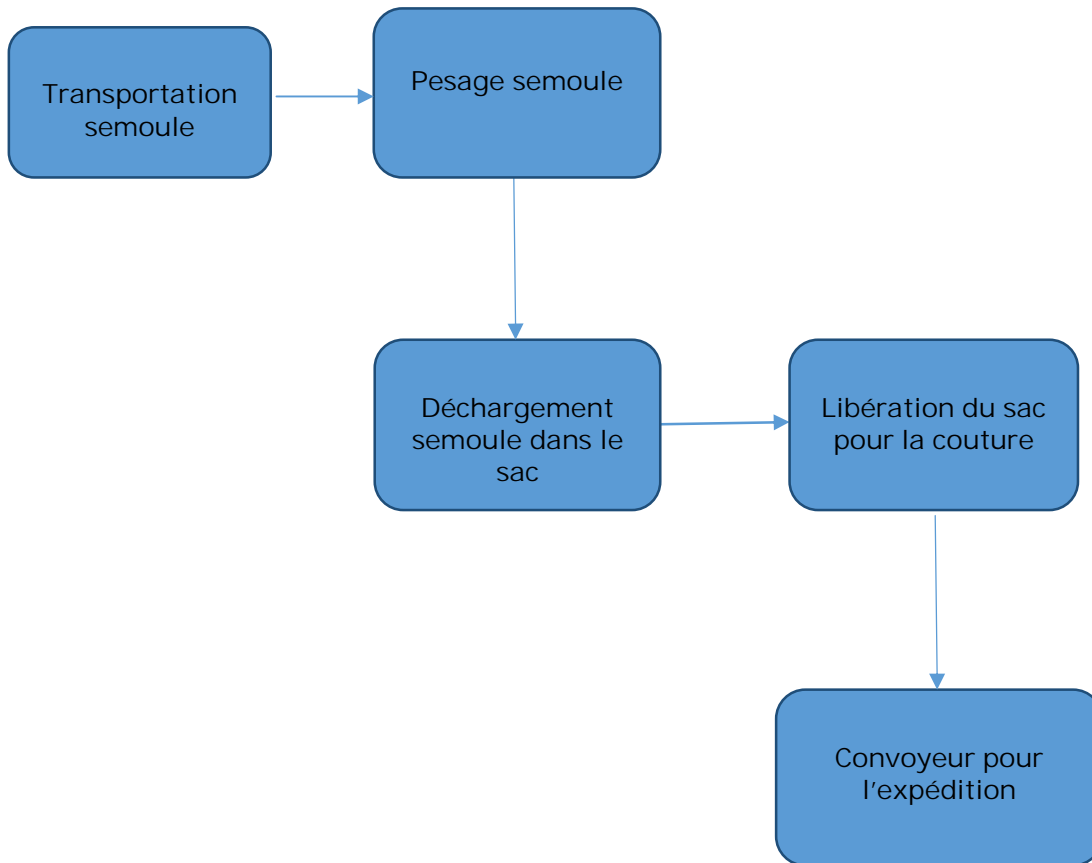 Transportation
semoule
Pesage semoule
Déchargement
semoule dans le
sac
Libération du sac
pour la couture
Convoyeur pour
l'expédition